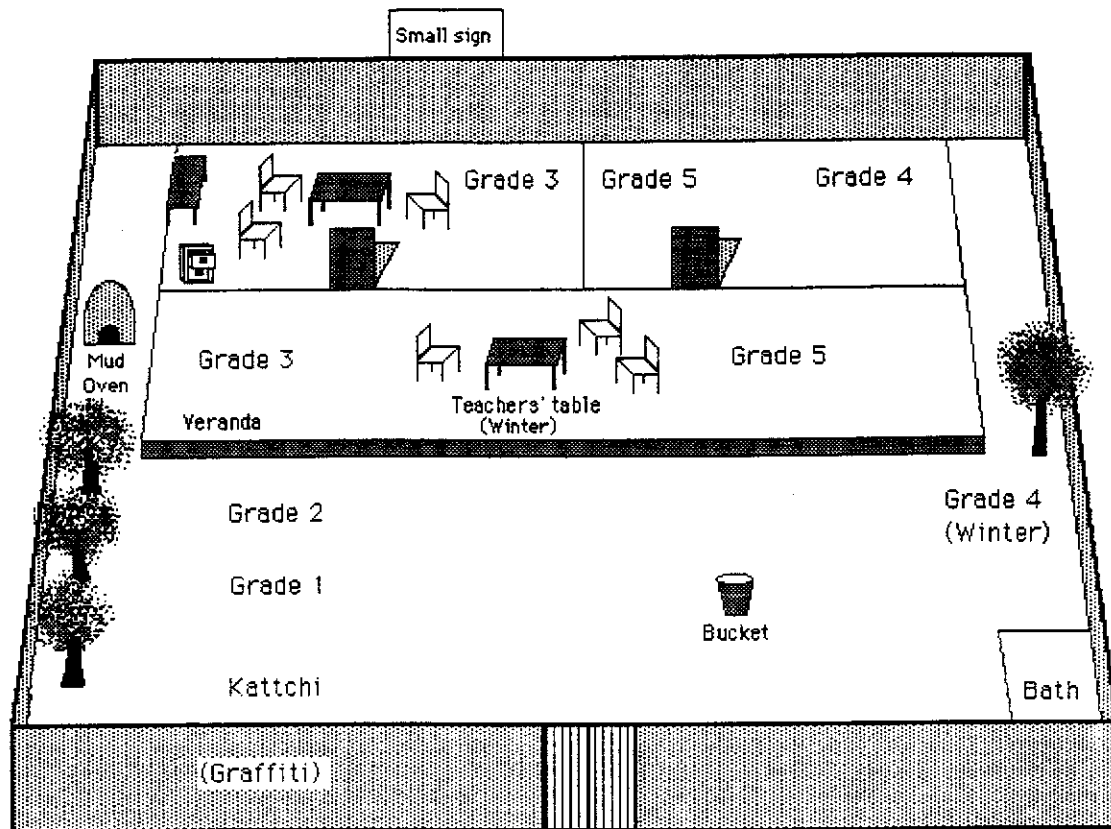 Small sign
Grade 3
Grade 5
Grade 4
Mud
Oven
Grade 3
Grade 5
Teachers' table
(Winter)
Veranda
Grade 2
Grade 4
(Winter)
Grade 1
Bucket
Kattchi
Bath
(Graffiti)